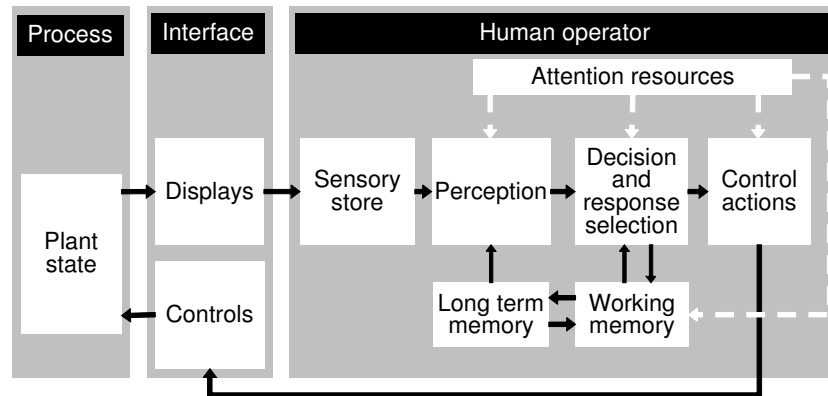 Process
Interface
Human operator
Attention resources
Plant
state
Displays
Controls
Sensory
store
Perception
Decision
and
response
selection
Control
actions
Long term
memory
Working
memory